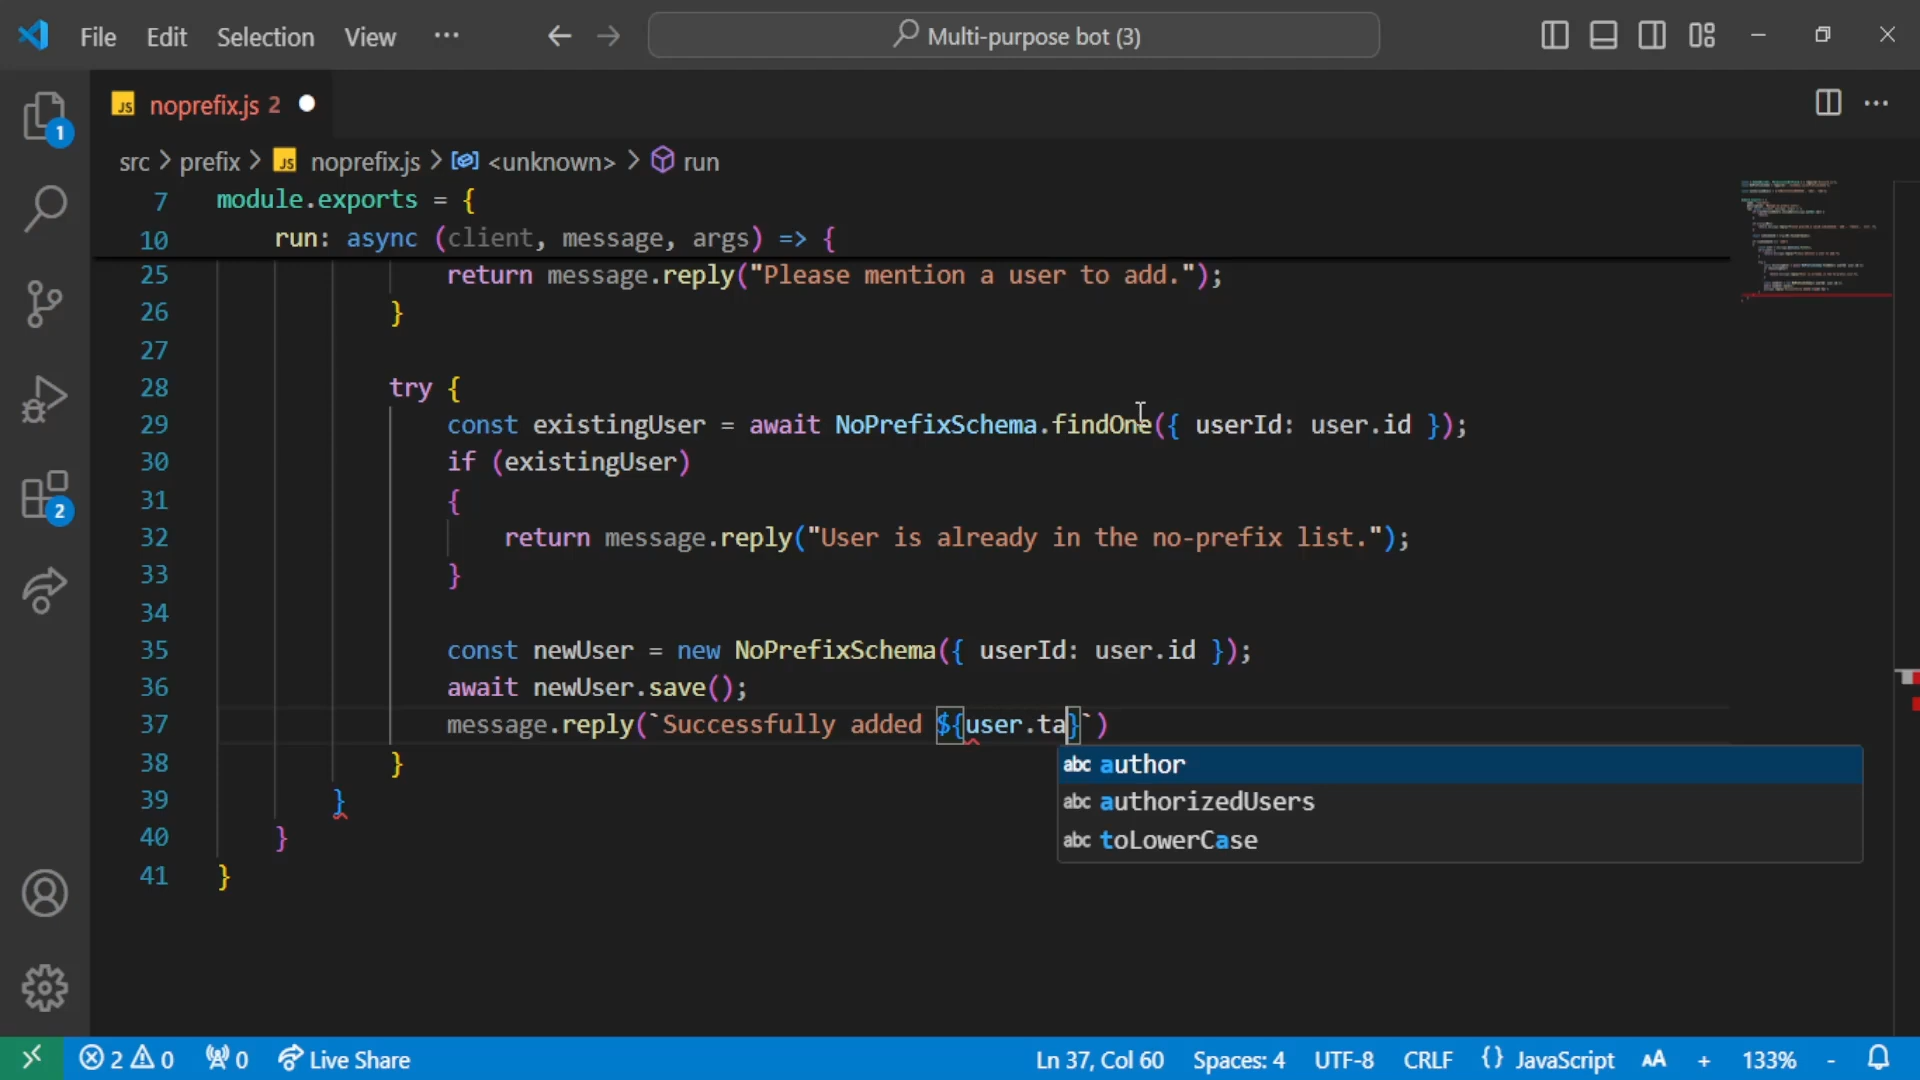 File Edit Selection View ··· Multi-purpose bot (3)
JS noprefix.js 2
src > prefix > JS noprefix.js > <unknown> > run
7 module.exports = {
10 run: async (client, message, args) => {
25 return message.reply("Please mention a user to add.");
26 }
27
28 try {
29 const existingUser = await NoPrefixSchema.findOne({ userId: user.id });
30 if (existingUser)
31 {
32 return message.reply("User is already in the no-prefix list.");
33 }
34
35 const newUser = new NoPrefixSchema({ userId: user.id });
36 await newUser.save();
37 message.reply(`Successfully added ${user.ta}`)
38 }
39 }
40 }
41 }
abc author
abc authorizedUsers
abc toLowerCase
1
2
2 0 0 Live Share Ln 37, Col 60 Spaces: 4 UTF-8 CRLF {} JavaScript AA + 133% -